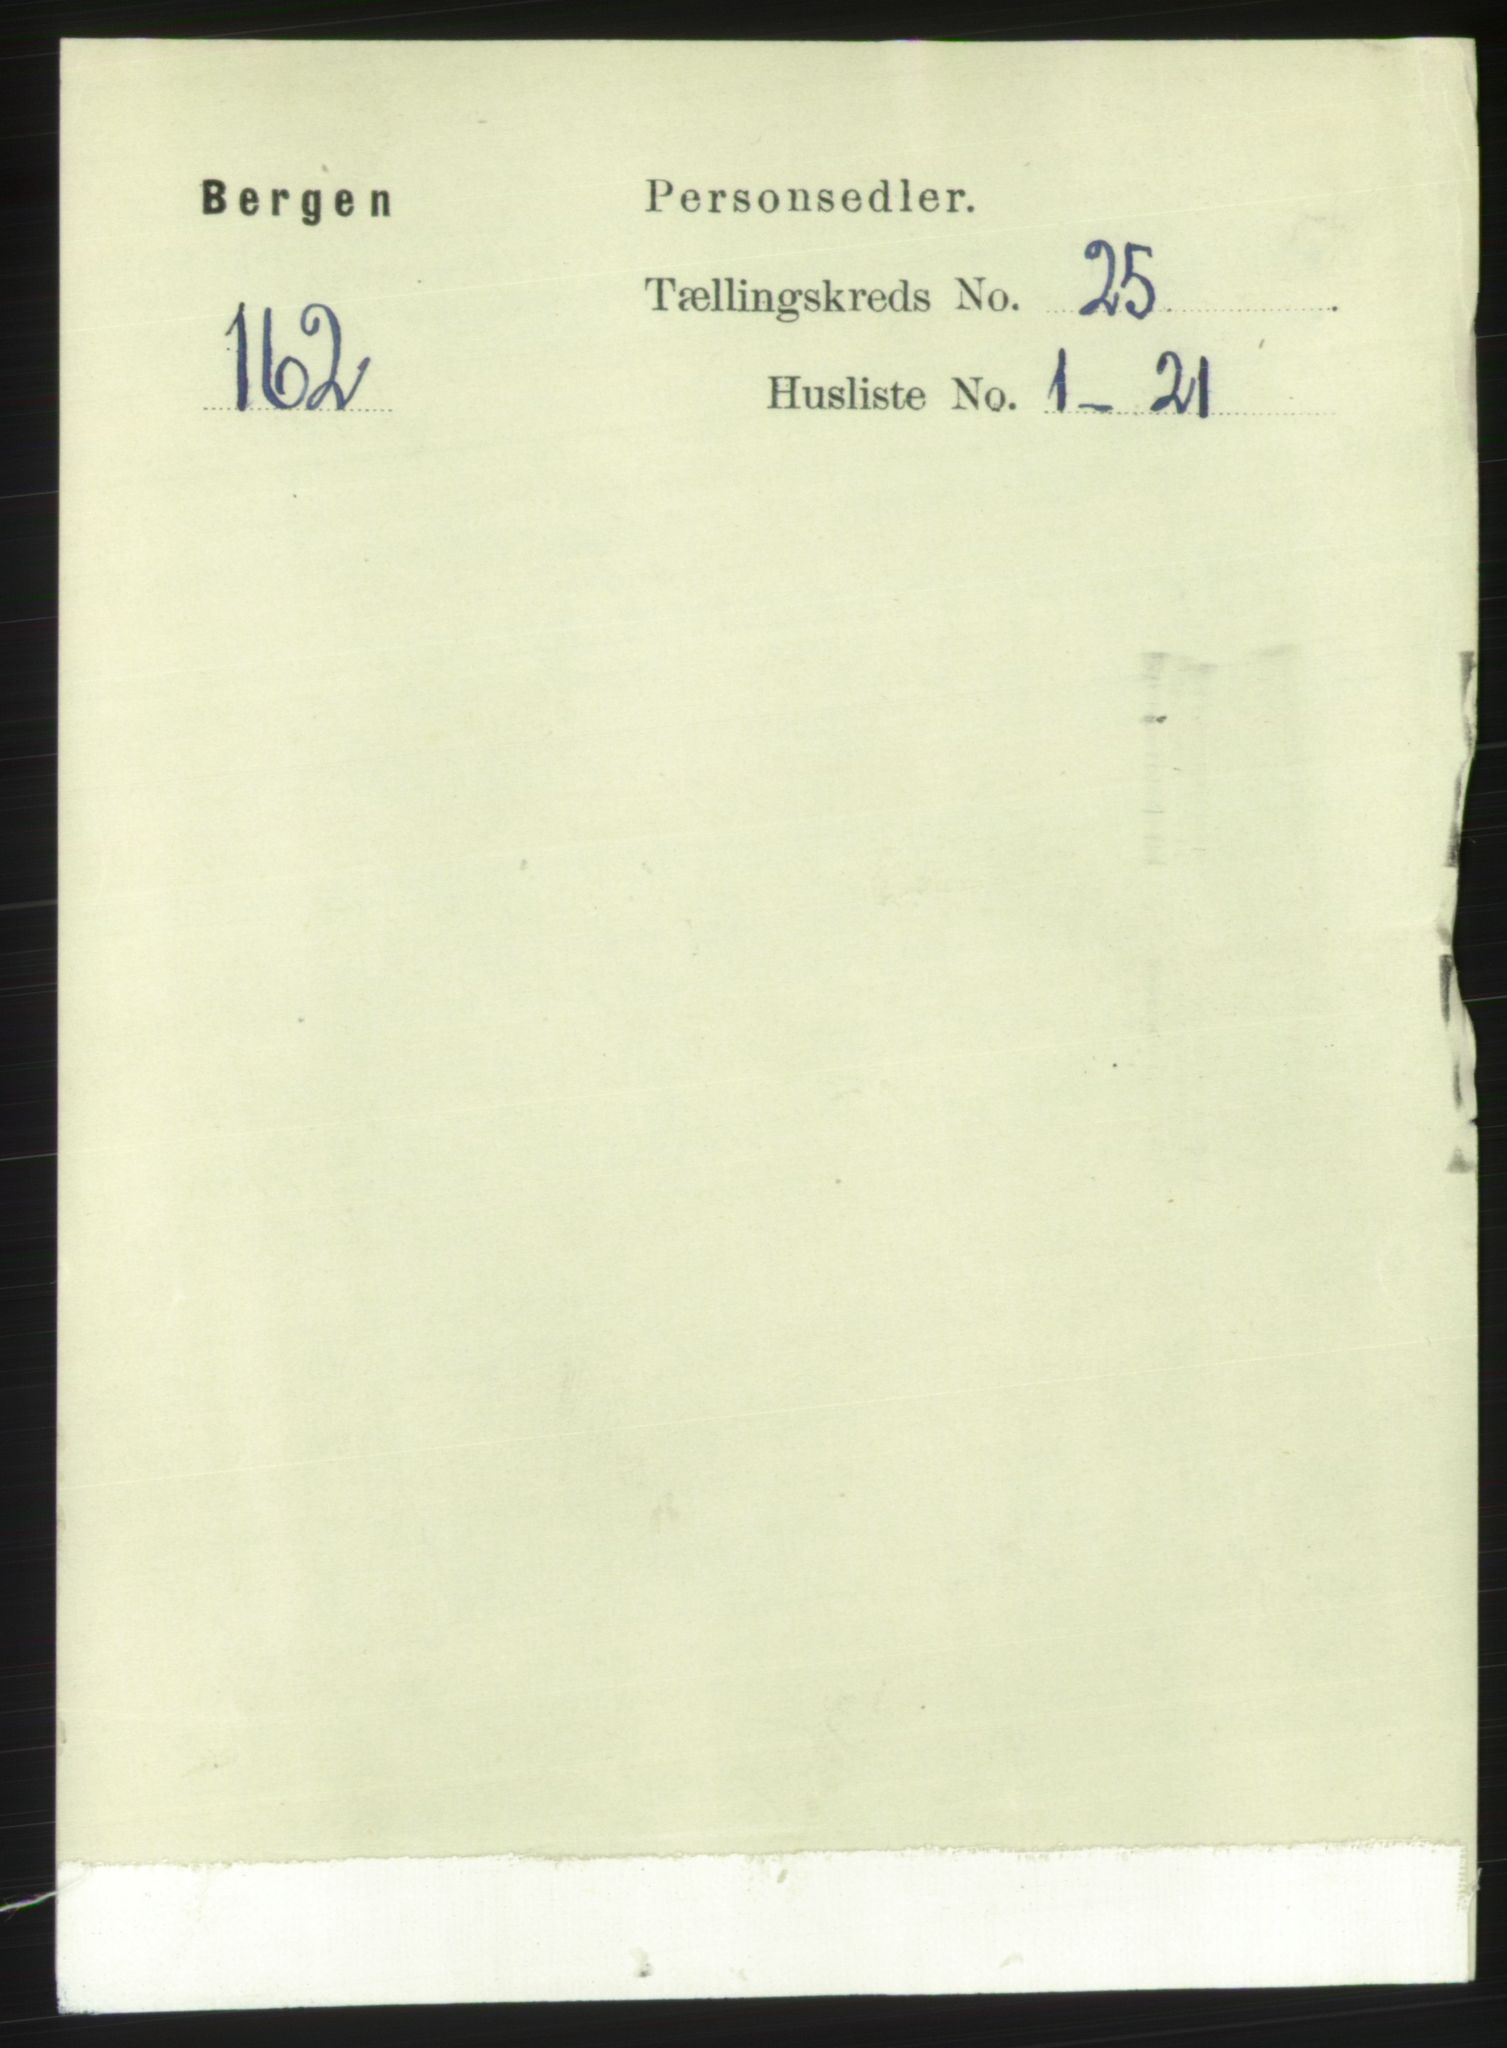 Bergen
162
Personsedler.
Tællingskreds No. 25.
Husliste No. 1 - 21